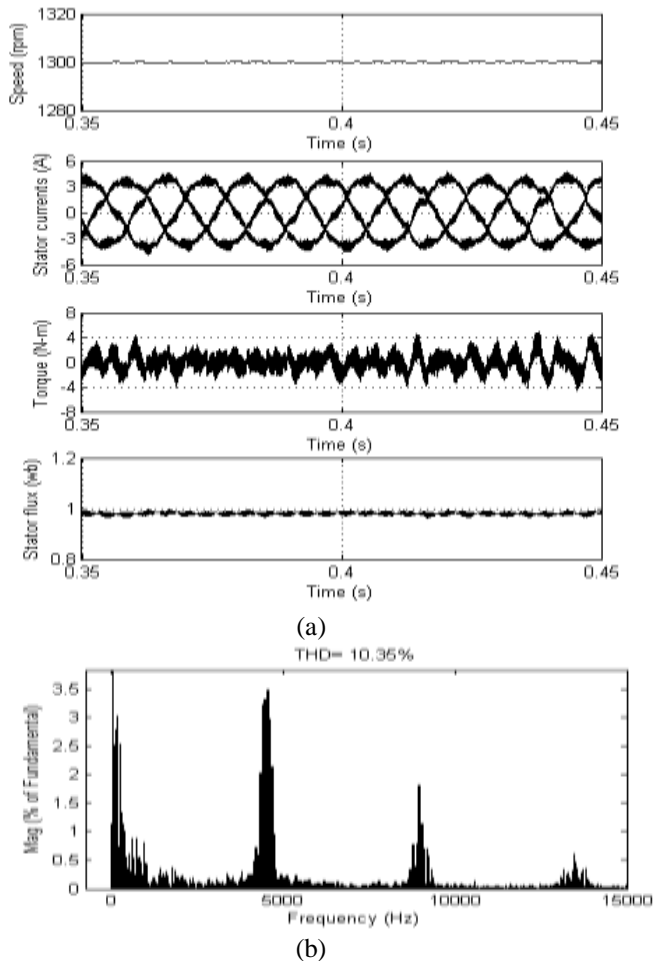 1320
1300
1280
Speed (rpm)
0.35 0.4 0.45
Time (s)
6
3
0
-3
-6
Stator currents (A)
0.35 0.4 0.45
Time (s)
8
4
0
-4
-8
Torque (N-m)
0.35 0.4 0.45
Time (s)
1.2
1
0.8
Stator flux (wb)
0.35 0.4 0.45
Time (s)
(a)
THD= 10.35%
3.5
3
2.5
2
1.5
1
0.5
0
Mag (% of Fundamental)
0 5000 10000 15000
Frequency (Hz)
(b)